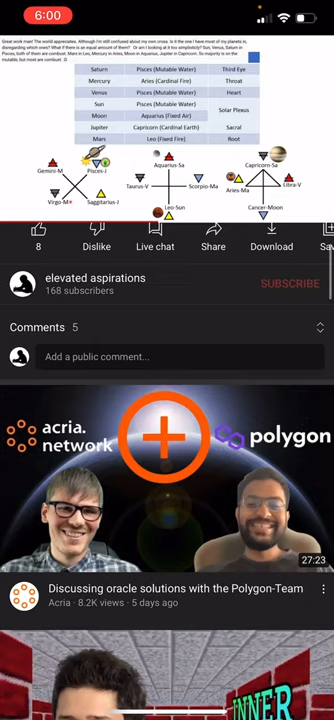 6:00
Great work man! The world appreciates. Although I'm still confused about my own cross. Is it the one I have most of my planets in,
disregarding which ones? What if there is an equal amount of them? Or am I looking at it too simplistically? Sun, Venus, Saturn in
Pisces, both of them are combust. Mars in Leo; Mercury in Aries, Moon in Aquarius; Jupiter in Capricorn. So majority is on the
mutable, but most are combust. :D
Saturn Pisces (Mutable Water) Third Eye
Mercury Aries (Cardinal Fire) Throat
Venus Pisces (Mutable Water) Heart
Sun Pisces (Mutable Water) Solar Plexus
Moon Aquarius (Fixed Air)
Jupiter Capricorn (Cardinal Earth) Sacral
Mars Leo (Fixed Fire) Root
Gemini-M Pisces-J
Virgo-M* Saggitarius-J
Aquarius-Sa
Taurus-V Scorpio-Ma
Leo-Sun
Capricorn-Sa
Aries-Ma Libra-V
Cancer-Moon
8 Dislike Live chat Share Download Sav
elevated aspirations
168 subscribers
SUBSCRIBE
Comments 5
Add a public comment...
acria.
network
polygon
27:23
Discussing oracle solutions with the Polygon-Team
Acria · 8.2K views · 5 days ago
INNER